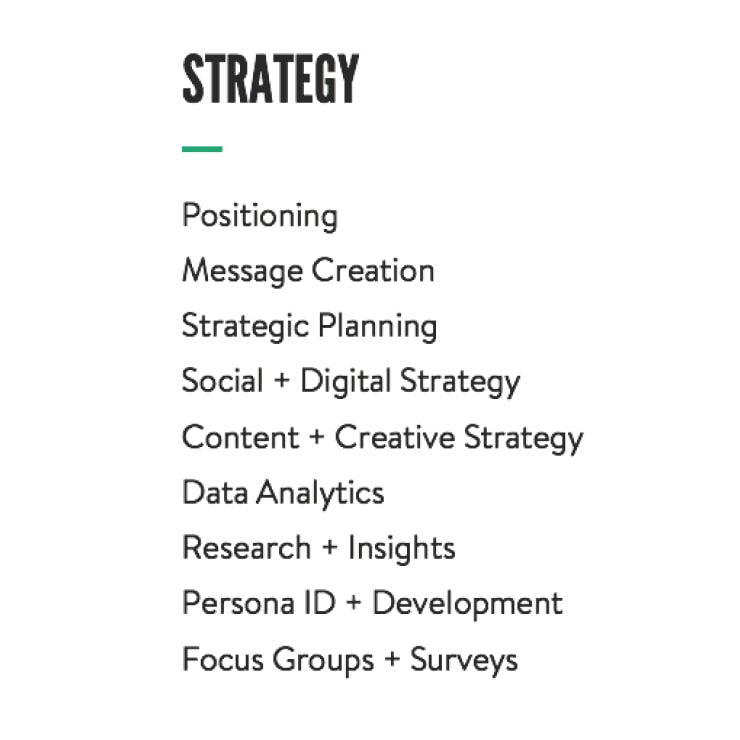 STRATEGY
Positioning
Message Creation
Strategic Planning
Social + Digital Strategy
Content + Creative Strategy
Data Analytics
Research + Insights
Persona ID + Development
Focus Groups + Surveys